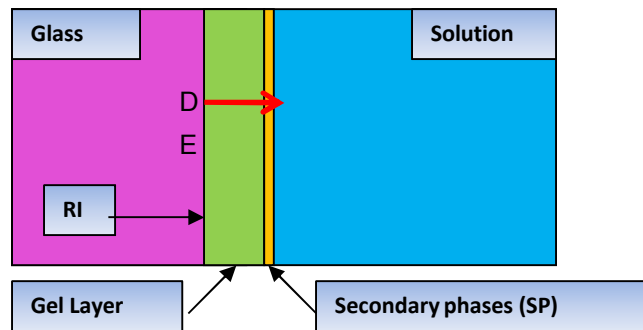 Glass
Solution
D
E
RI
Gel Layer
Secondary phases (SP)